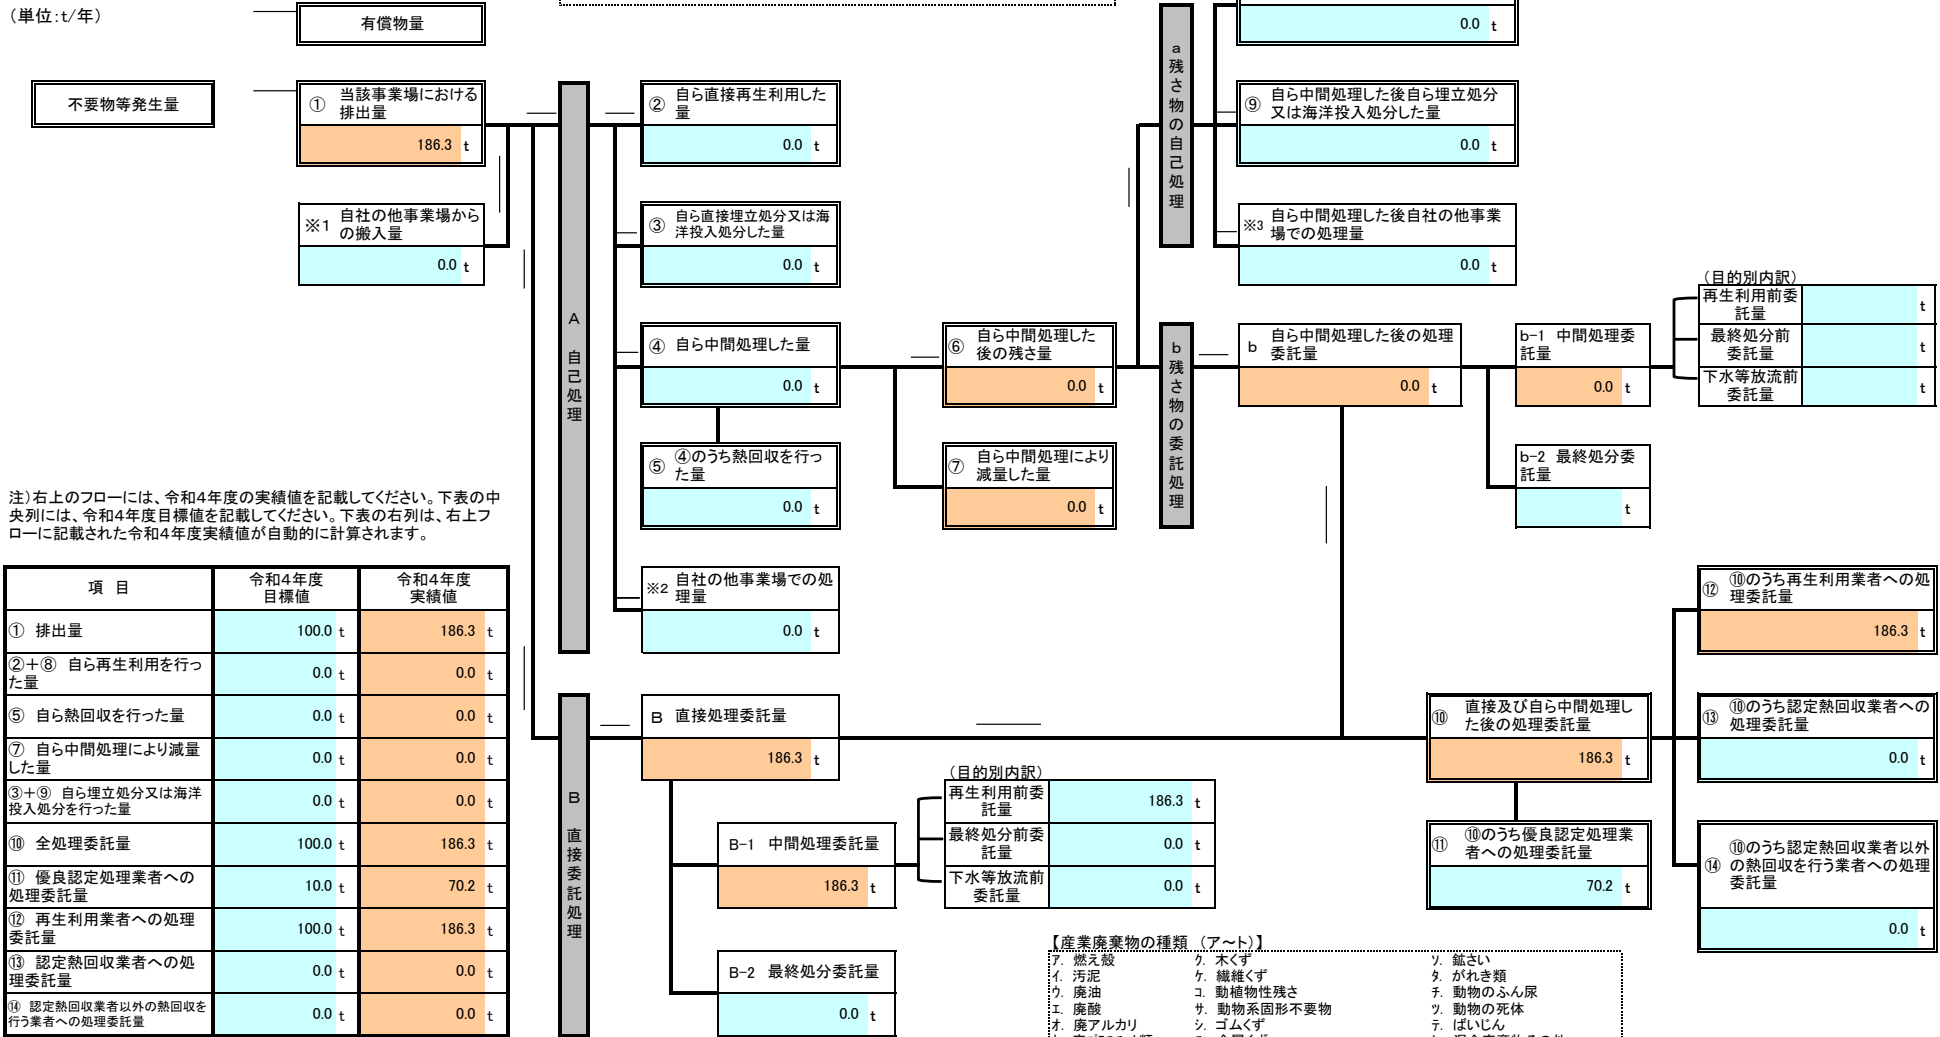 （単位：t/年）
有償物量
0.0 t
不要物等発生量
① 当該事業場における
排出量
186.3 t
※1 自社の他事業場から
の搬入量
0.0 t
A 自己処理
② 自ら直接再生利用した
量
0.0 t
③ 自ら直接埋立処分又は海
洋投入処分した量
0.0 t
④ 自ら中間処理した量
0.0 t
⑤ ④のうち熱回収を行っ
た量
0.0 t
※2 自社の他事業場での処
理量
0.0 t
⑥ 自ら中間処理した
後の残さ量
0.0 t
⑦ 自ら中間処理により
減量した量
0.0 t
a 残さ物の自己処理
⑨ 自ら中間処理した後自ら埋立処分
又は海洋投入処分した量
0.0 t
※3 自ら中間処理した後自社の他事業
場での処理量
0.0 t
b 残さ物の委託処理
b 自ら中間処理した後の処理
委託量
0.0 t
b-1 中間処理委
託量
0.0 t
b-2 最終処分委
託量
t
（目的別内訳）
再生利用前委
託量
t
最終処分前
委託量
t
下水等放流前
委託量
t
注）右上のフローには、令和4年度の実績値を記載してください。下表の中
央列には、令和4年度目標値を記載してください。下表の右列は、右上フ
ローに記載された令和4年度実績値が自動的に計算されます。
項 目 令和4年度
目標値 令和4年度
実績値
① 排出量 100.0 t 186.3 t
②＋⑧ 自ら再生利用を行っ
た量 0.0 t 0.0 t
⑤ 自ら熱回収を行った量 0.0 t 0.0 t
⑦ 自ら中間処理により減量
した量 0.0 t 0.0 t
③＋⑨ 自ら埋立処分又は海洋
投入処分を行った量 0.0 t 0.0 t
⑩ 全処理委託量 100.0 t 186.3 t
⑪ 優良認定処理業者への
処理委託量 10.0 t 70.2 t
⑫ 再生利用業者への処理
委託量 100.0 t 186.3 t
⑬ 認定熱回収業者への処
理委託量 0.0 t 0.0 t
⑭ 認定熱回収業者以外の熱回収を
行う業者への処理委託量 0.0 t 0.0 t
B 直接委託処理
B 直接処理委託量
186.3 t
B-1 中間処理委託量
186.3 t
B-2 最終処分委託量
0.0 t
（目的別内訳）
再生利用前委
託量
186.3 t
最終処分前委
託量
0.0 t
下水等放流前
委託量
0.0 t
⑩ 直接及び自ら中間処理し
た後の処理委託量
186.3 t
⑪ ⑩のうち優良認定処理業
者への処理委託量
70.2 t
⑫ ⑩のうち再生利用業者への処
理委託量
186.3 t
⑬ ⑩のうち認定熱回収業者への
処理委託量
0.0 t
⑭ ⑩のうち認定熱回収業者以外
の熱回収を行う業者への処理
委託量
0.0 t
【産業廃棄物の種類 （ア～ト）】
ア. 燃え殻 ク. 木くず ソ. 鉱さい
イ. 汚泥 ケ. 繊維くず タ. がれき類
ウ. 廃油 コ. 動植物性残さ チ. 動物のふん尿
エ. 廃酸 サ. 動物系固形不要物 ツ. 動物の死体
オ. 廃アルカリ シ. ゴムくず テ. ばいじん